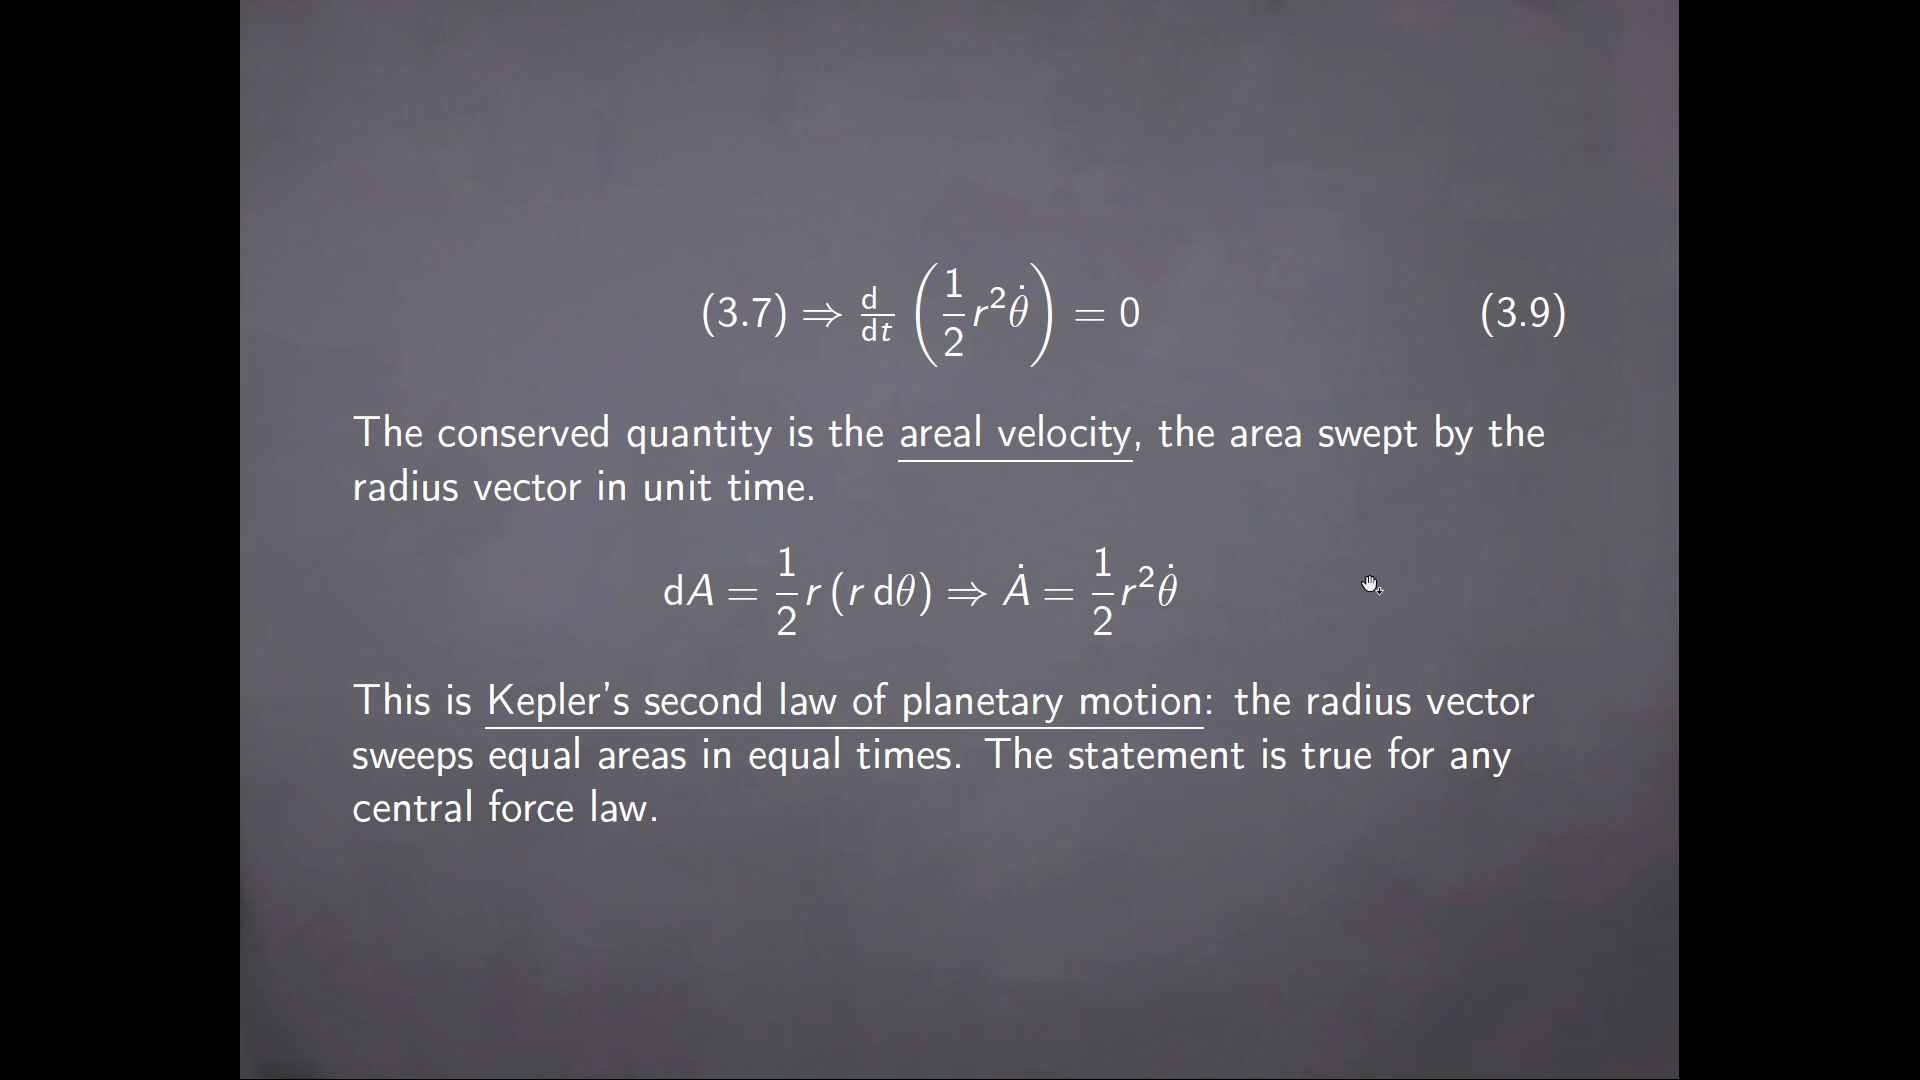 (3.7) ⇒ d/dt (1/2 r²θ̇) = 0 (3.9)
The conserved quantity is the areal velocity, the area swept by the
radius vector in unit time.
dA = 1/2 r (r dθ) ⇒ Ȧ = 1/2 r²θ̇
This is Kepler's second law of planetary motion: the radius vector
sweeps equal areas in equal times. The statement is true for any
central force law.